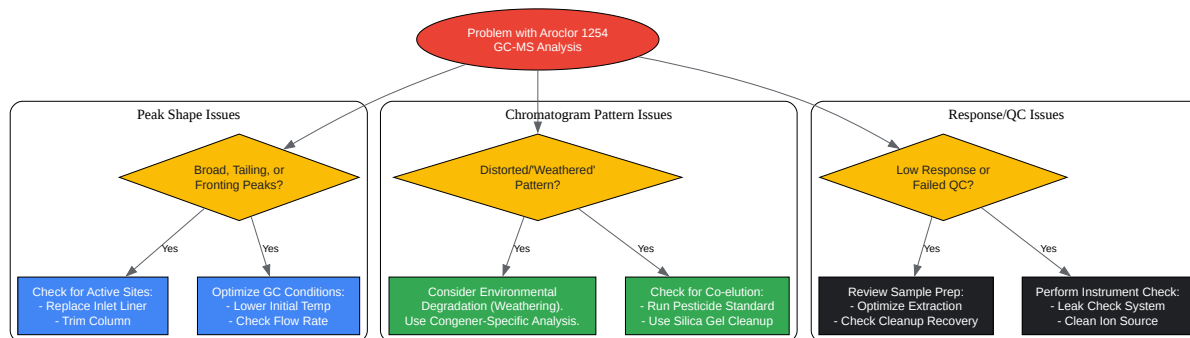 Problem with Aroclor 1254
GC-MS Analysis
Peak Shape Issues
Broad, Tailing, or
Fronting Peaks?
Yes
Yes
Check for Active Sites:
- Replace Inlet Liner
- Trim Column
Optimize GC Conditions:
- Lower Initial Temp
- Check Flow Rate
Chromatogram Pattern Issues
Distorted/'Weathered'
Pattern?
Yes
Yes
Consider Environmental
Degradation (Weathering).
Use Congener-Specific Analysis.
Check for Co-elution:
- Run Pesticide Standard
- Use Silica Gel Cleanup
Response/QC Issues
Low Response or
Failed QC?
Yes
Yes
Review Sample Prep:
- Optimize Extraction
- Check Cleanup Recovery
Perform Instrument Check:
- Leak Check System
- Clean Ion Source